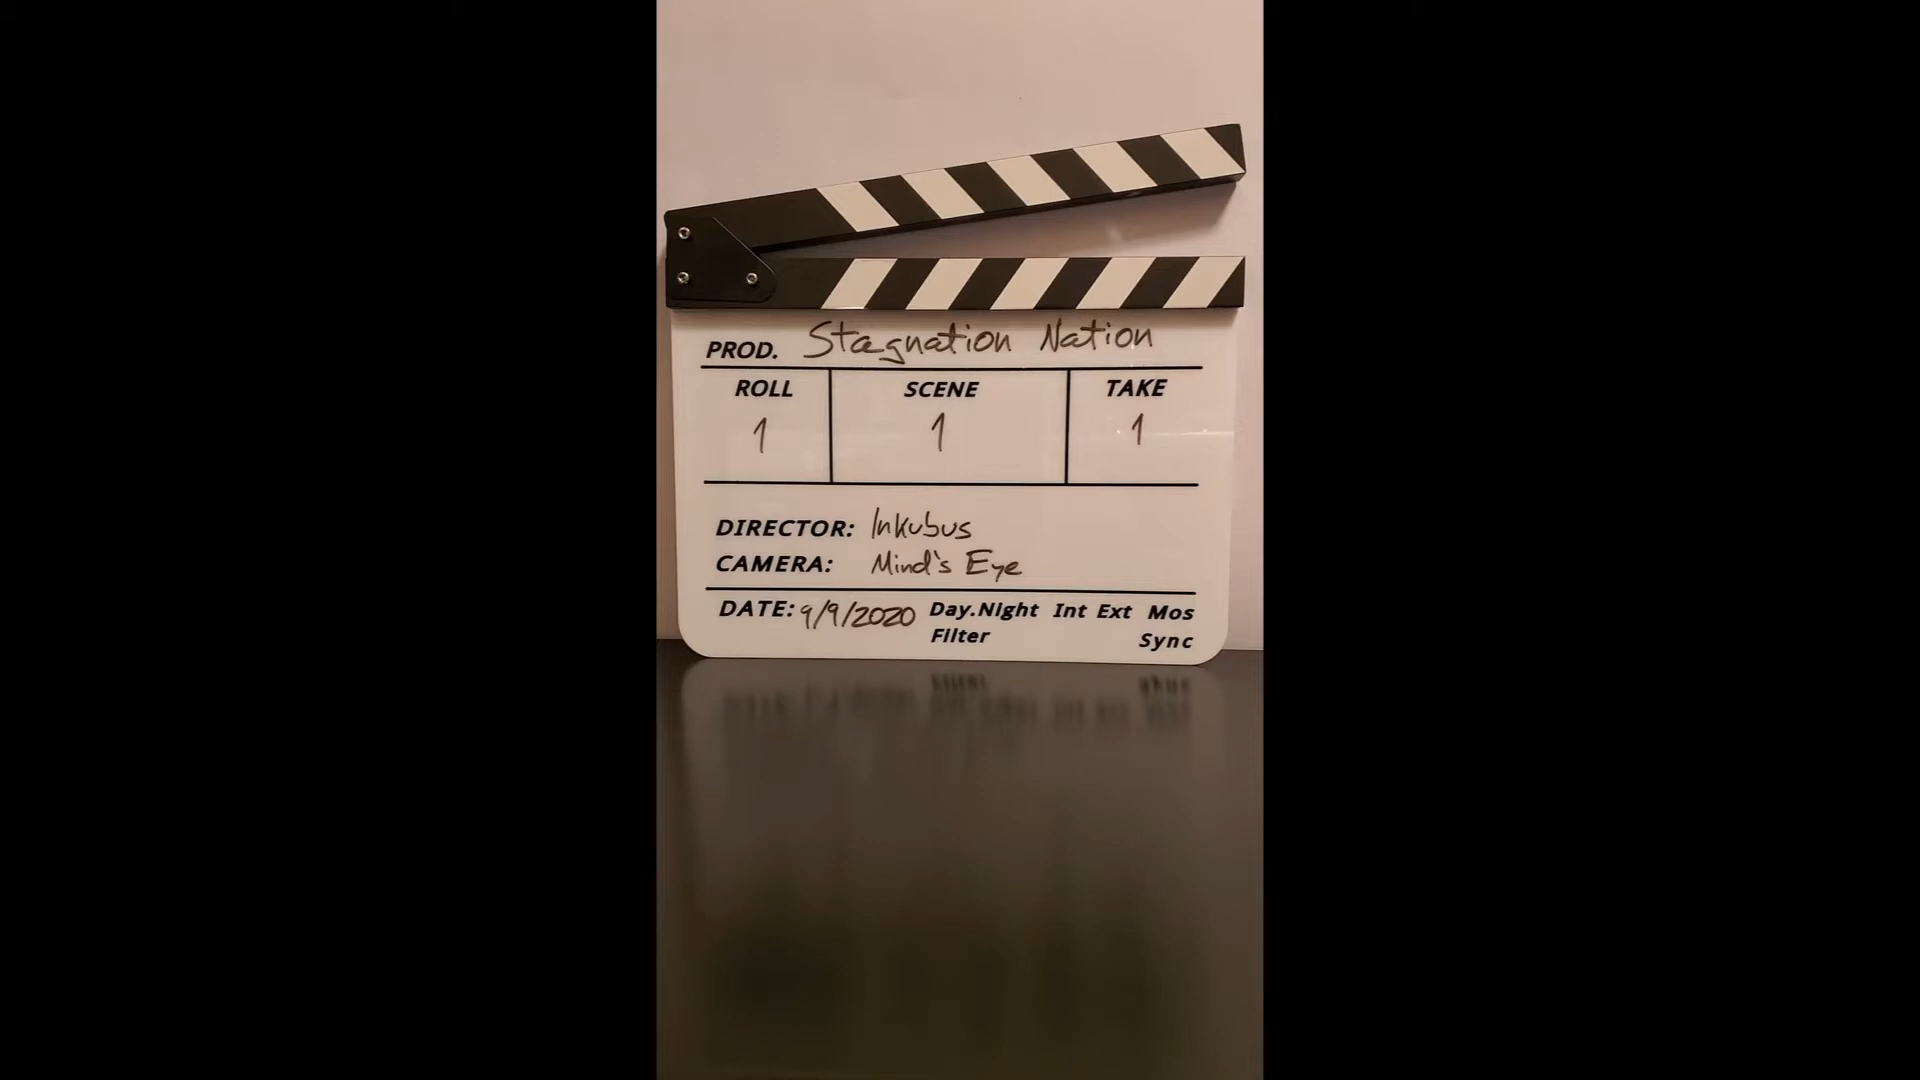 PROD. Stagnation Nation
ROLL SCENE TAKE
1 1 1
DIRECTOR: Inkubus
CAMERA: Mind's Eye
DATE: 9/9/2020 Day.Night Int Ext Mos
Filter Sync